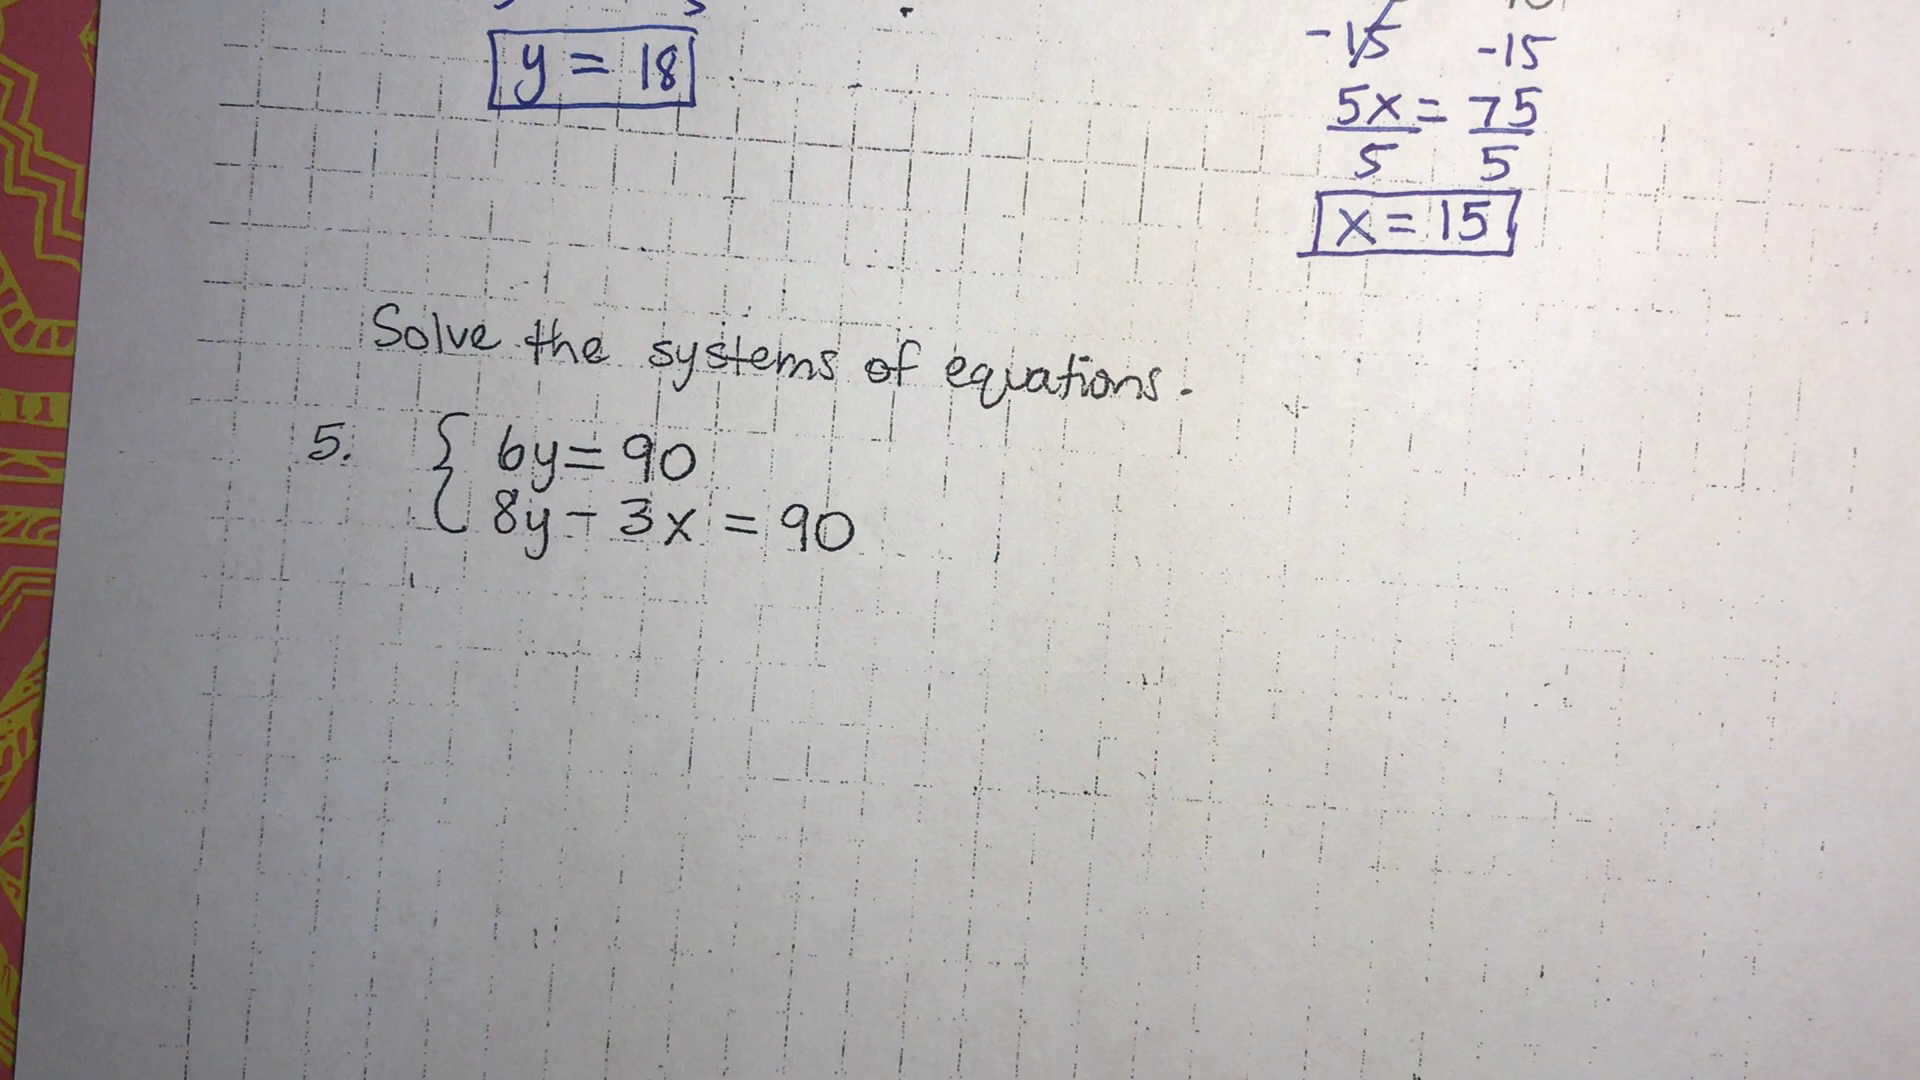 y = 18
-15 -15
5x = 75
5 5
x = 15
Solve the systems of equations.
5. { 6y = 90
8y - 3x = 90